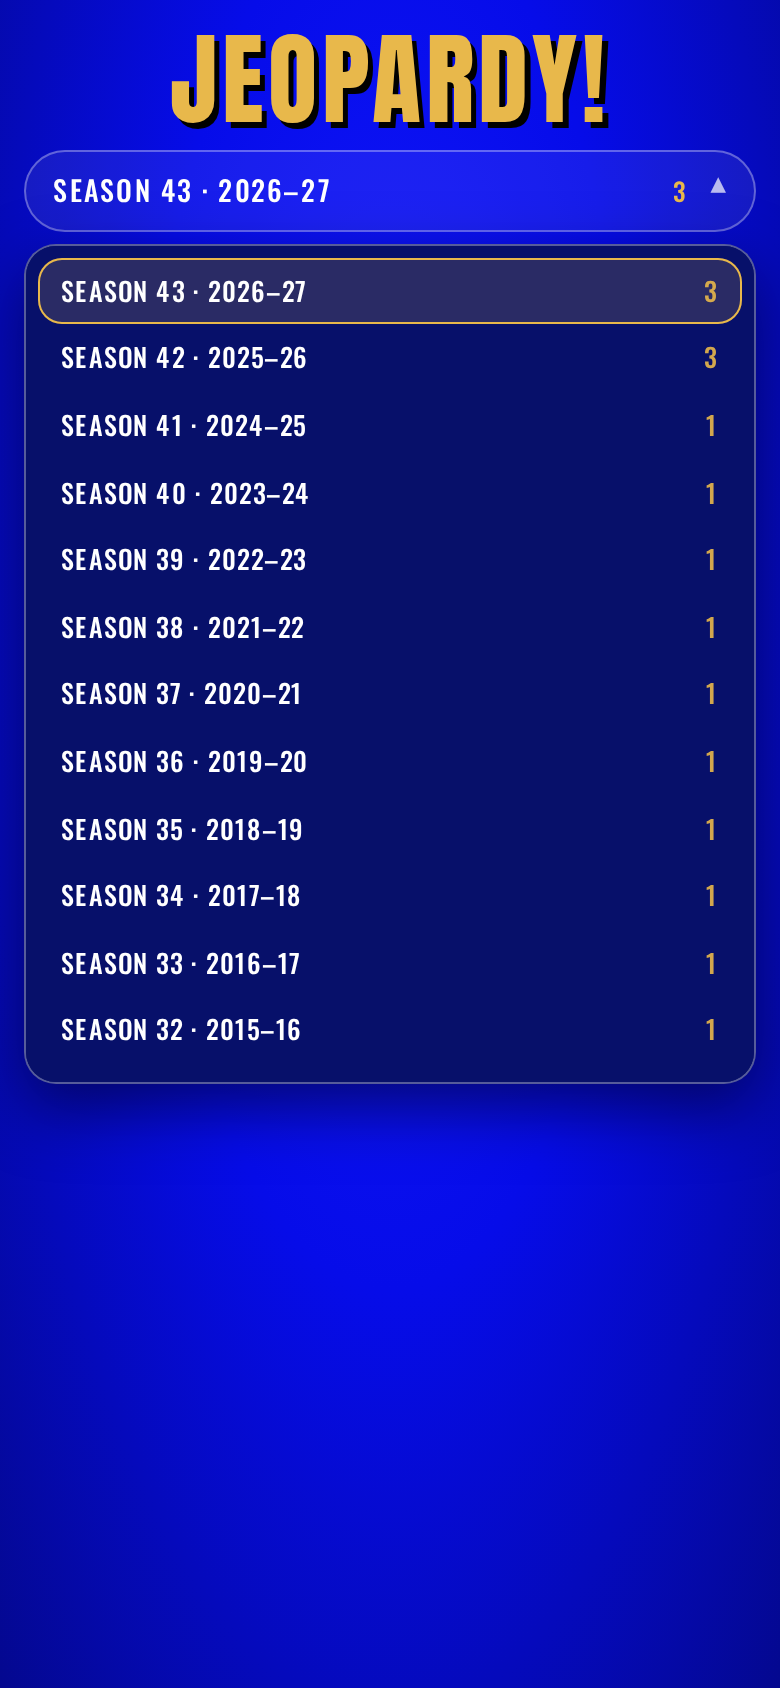 JEOPARDY!
SEASON 43 · 2026–27 3 ▲
SEASON 43 · 2026–27 3
SEASON 42 · 2025–26 3
SEASON 41 · 2024–25 1
SEASON 40 · 2023–24 1
SEASON 39 · 2022–23 1
SEASON 38 · 2021–22 1
SEASON 37 · 2020–21 1
SEASON 36 · 2019–20 1
SEASON 35 · 2018–19 1
SEASON 34 · 2017–18 1
SEASON 33 · 2016–17 1
SEASON 32 · 2015–16 1